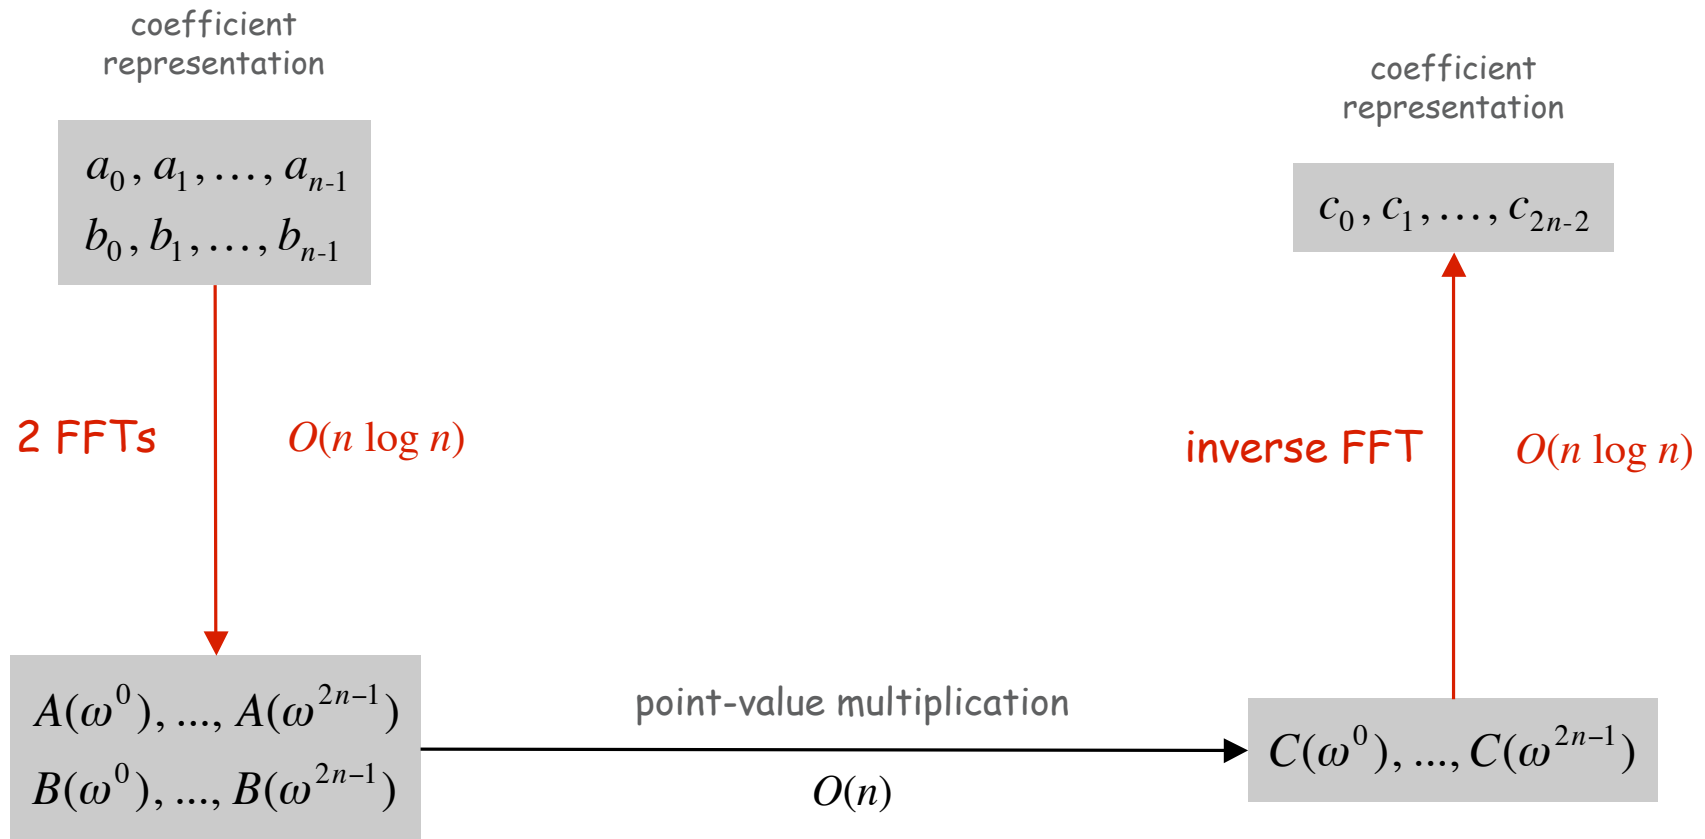 coefficient
representation
a₀, a₁, ..., aₙ₋₁
b₀, b₁, ..., bₙ₋₁
2 FFTs
O(n log n)
A(ω⁰), ..., A(ω²ⁿ⁻¹)
B(ω⁰), ..., B(ω²ⁿ⁻¹)
point-value multiplication
O(n)
coefficient
representation
c₀, c₁, ..., c₂ₙ₋₂
inverse FFT
O(n log n)
C(ω⁰), ..., C(ω²ⁿ⁻¹)